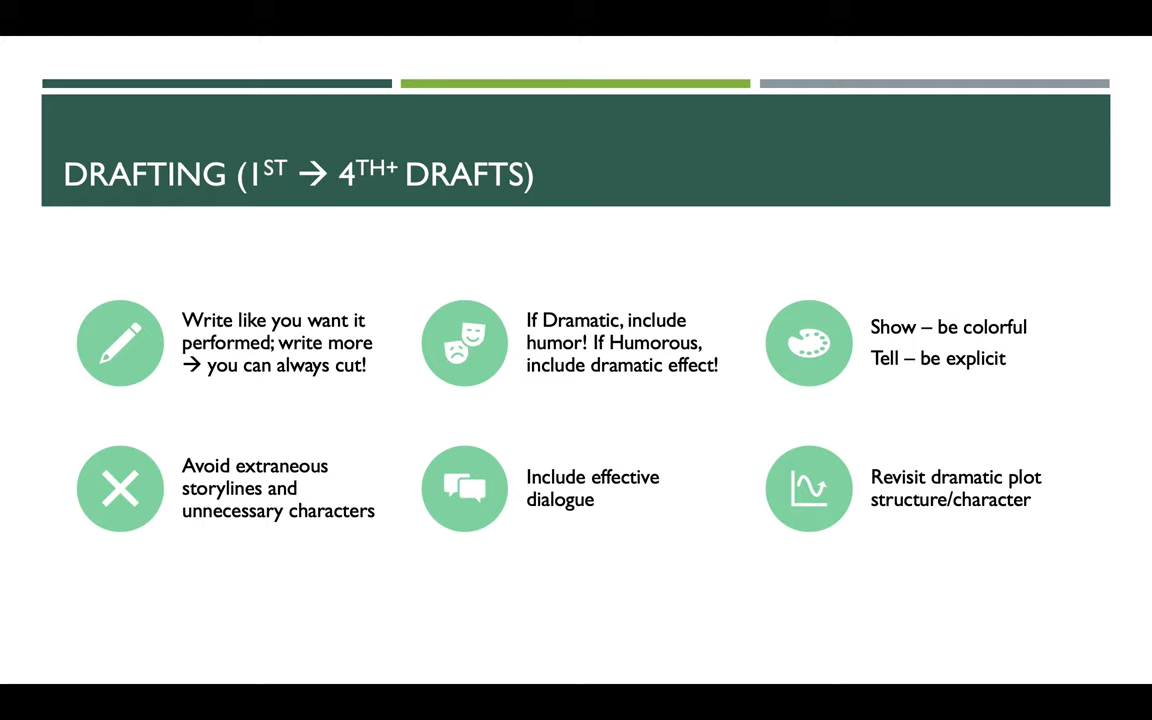 DRAFTING (1ST → 4TH+ DRAFTS)
Write like you want it
performed; write more
→ you can always cut!
If Dramatic, include
humor! If Humorous,
include dramatic effect!
Show – be colorful
Tell – be explicit
Avoid extraneous
storylines and
unnecessary characters
Include effective
dialogue
Revisit dramatic plot
structure/character